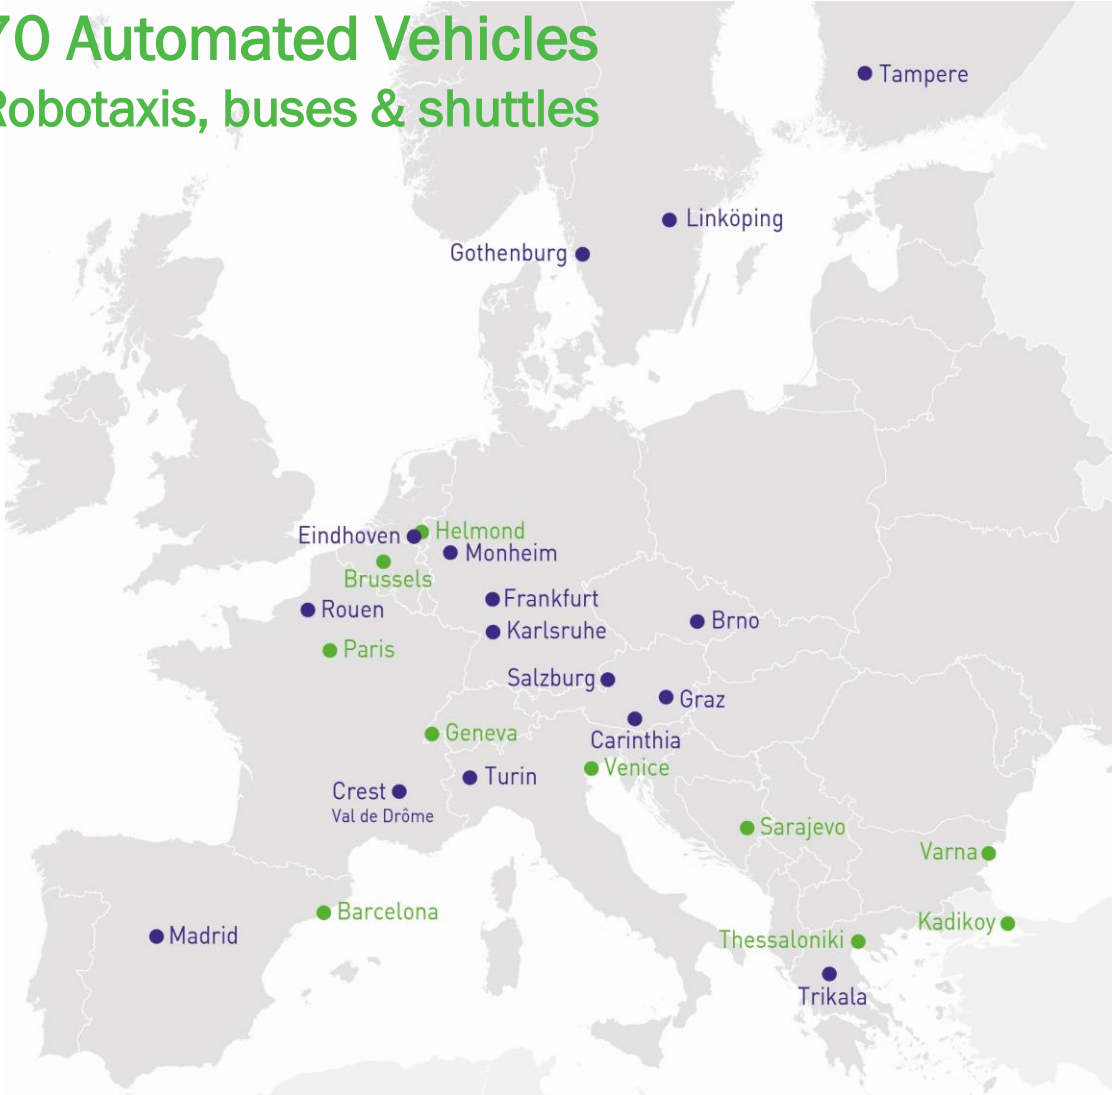 70 Automated Vehicles
Robotaxis, buses & shuttles
Tampere
Linköping
Gothenburg
Eindhoven
Helmond
Monheim
Brussels
Frankfurt
Rouen
Karlsruhe
Brno
Paris
Salzburg
Graz
Geneva
Carinthia
Venice
Turin
Crest
Val de Drôme
Sarajevo
Varna
Barcelona
Kadikoy
Madrid
Thessaloniki
Trikala